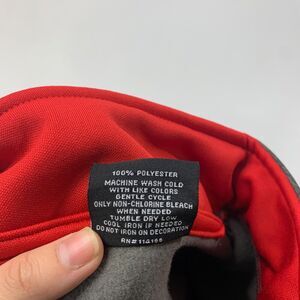 100% POLYESTER
MACHINE WASH COLD
WITH LIKE COLORS
GENTLE CYCLE
ONLY NON-CHLORINE BLEACH
WHEN NEEDED
TUMBLE DRY LOW
COOL IRON IF NEEDED
DO NOT IRON ON DECORATION
RN# 114198